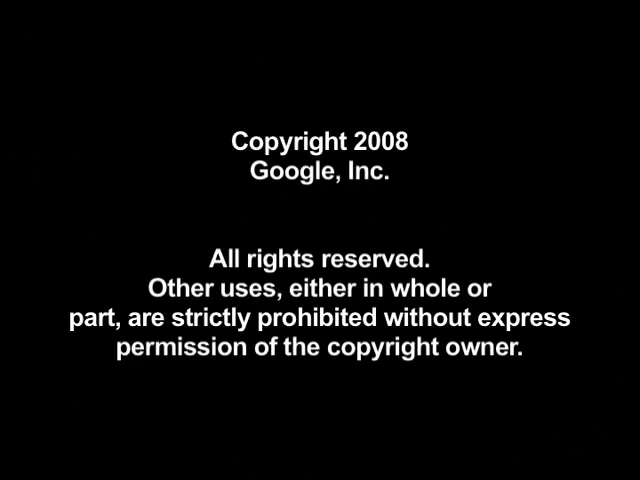 Copyright 2008
Google, Inc.
All rights reserved.
Other uses, either in whole or
part, are strictly prohibited without express
permission of the copyright owner.